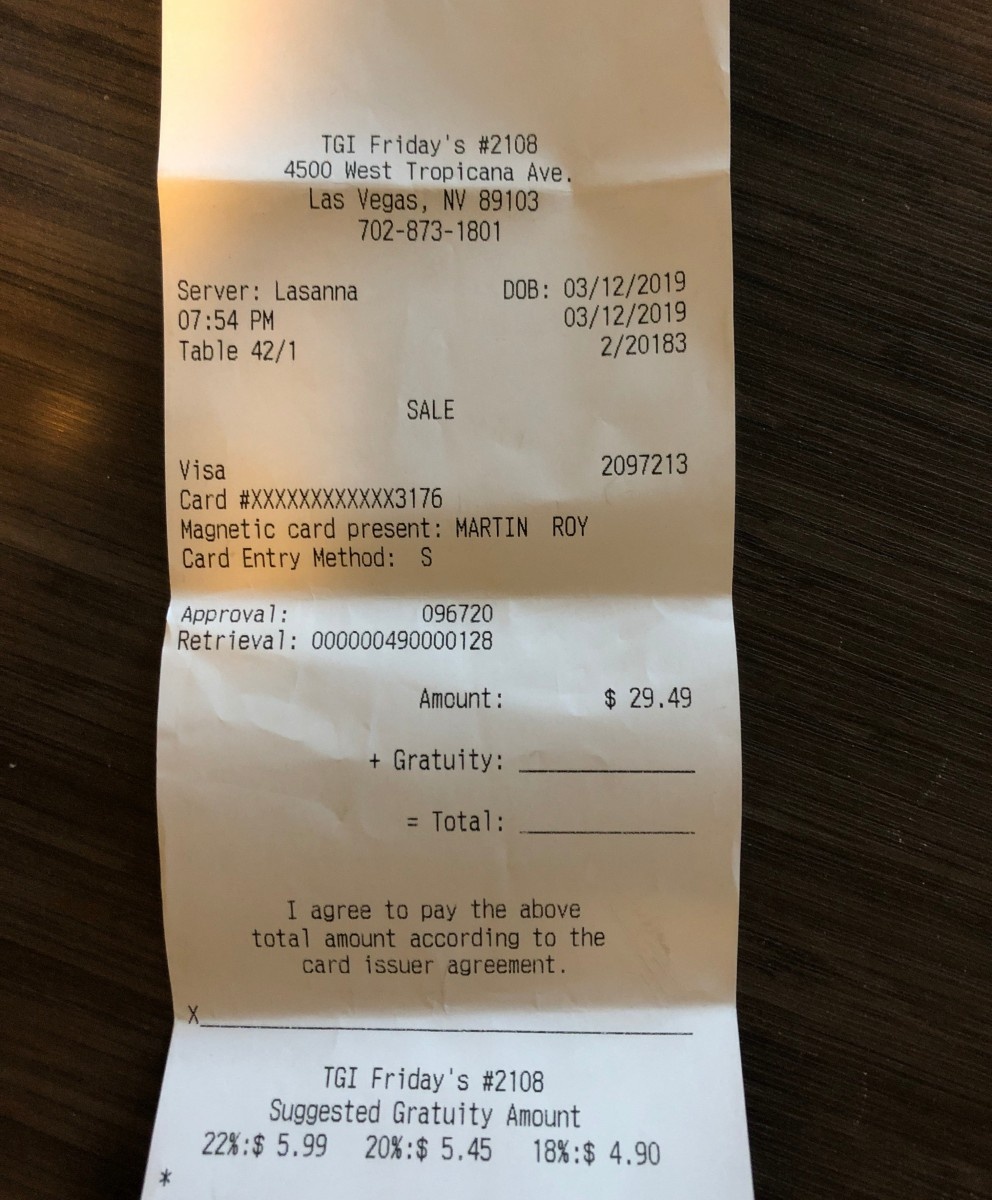 TGI Friday's #2108
4500 West Tropicana Ave.
Las Vegas, NV 89103
702-873-1801
Server: Lasanna DOB: 03/12/2019
07:54 PM 03/12/2019
Table 42/1 2/20183
SALE
Visa 2097213
Card #XXXXXXXXXXXX3176
Magnetic card present: MARTIN ROY
Card Entry Method: S
Approval: 096720
Retrieval: 000000490000128
Amount: $ 29.49
+ Gratuity: ____________
= Total: ____________
I agree to pay the above
total amount according to the
card issuer agreement.
X____________________________________
TGI Friday's #2108
Suggested Gratuity Amount
22%:$ 5.99 20%:$ 5.45 18%:$ 4.90
*